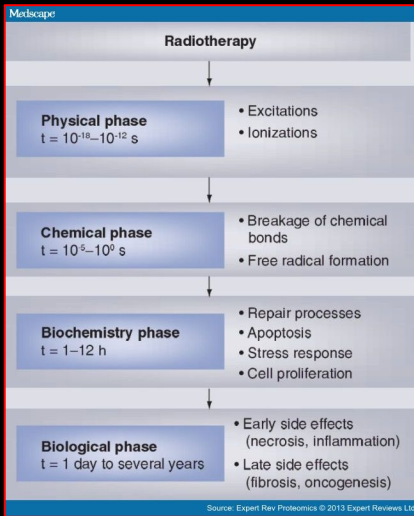 Medscape
Radiotherapy
Physical phase
t = 10⁻¹⁸–10⁻¹² s
• Excitations
• Ionizations
Chemical phase
t = 10⁻⁵–10⁰ s
• Breakage of chemical
bonds
• Free radical formation
Biochemistry phase
t = 1–12 h
• Repair processes
• Apoptosis
• Stress response
• Cell proliferation
Biological phase
t = 1 day to several years
• Early side effects
(necrosis, inflammation)
• Late side effects
(fibrosis, oncogenesis)
Source: Expert Rev Proteomics © 2013 Expert Reviews Ltd